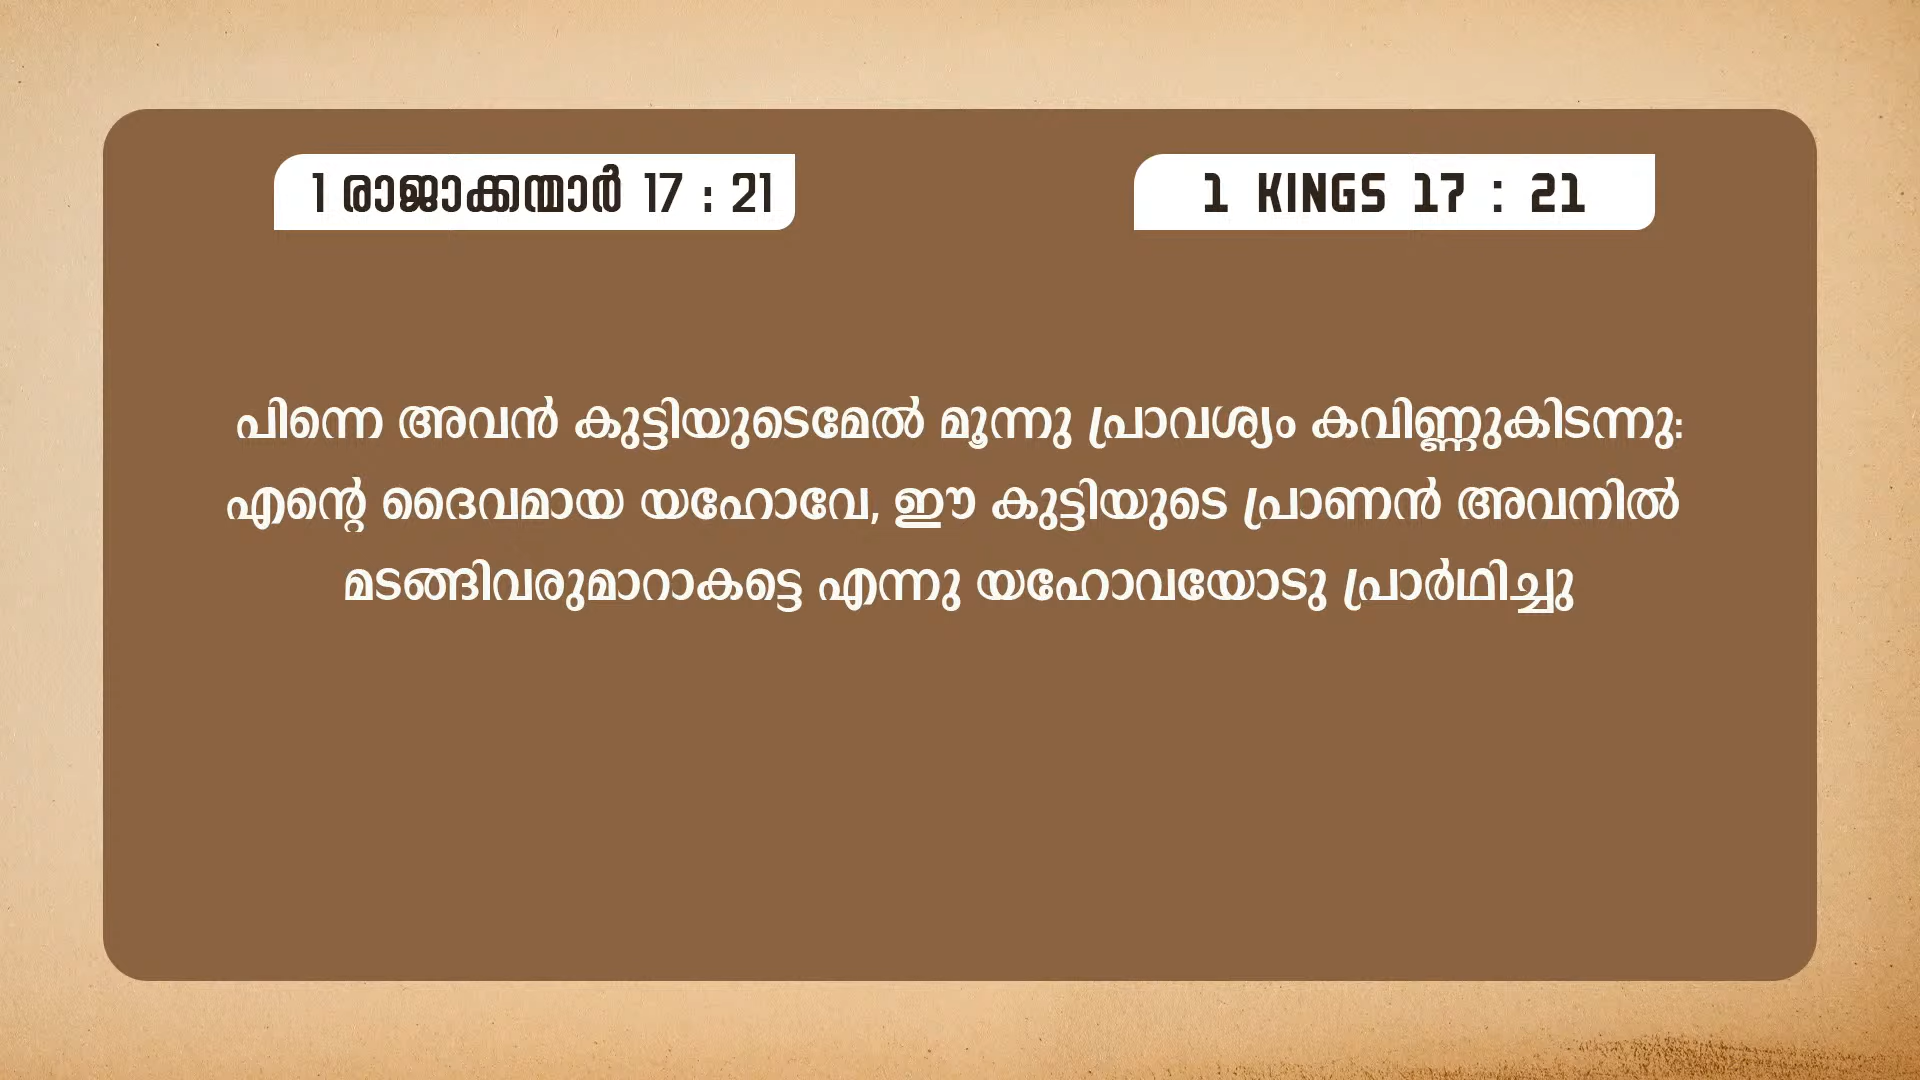 1 രാജാക്കന്മാർ 17 : 21
1 KINGS 17 : 21
പിന്നെ അവൻ കുട്ടിയുടെമേൽ മൂന്നു പ്രാവശ്യം കവിണ്ണുകിടന്നു:
എന്റെ ദൈവമായ യഹോവേ, ഈ കുട്ടിയുടെ പ്രാണൻ അവനിൽ
മടങ്ങിവരുമാറാകട്ടെ എന്നു യഹോവയോടു പ്രാർഥിച്ചു